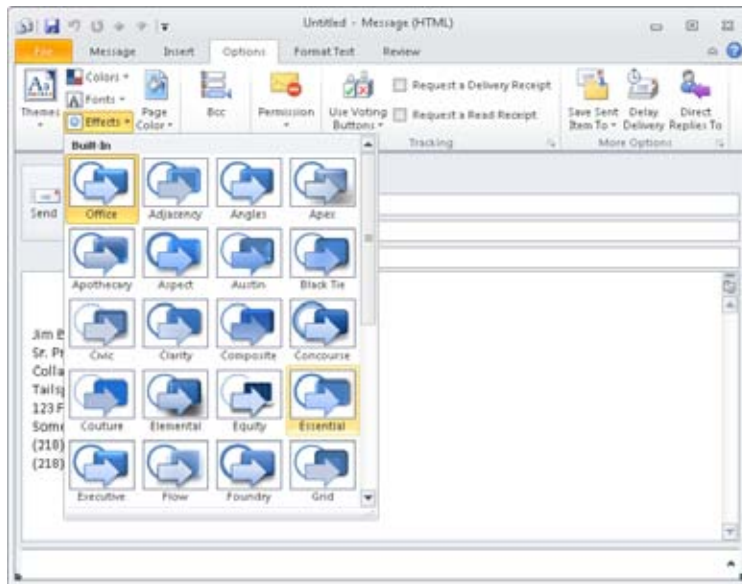 Untitled - Message (HTML)
File Message Insert Options Format Text Review
Themes
Colors
Fonts
Effects
Page Color
Bcc
Permission
Use Voting Buttons
Request a Delivery Receipt
Request a Read Receipt
Tracking
Save Sent Item To
Delay Delivery
Direct Replies To
More Options
Built-In
Office Adjacency Angles Apex
Apothecary Aspect Austin Black Tie
Civic Clarity Composite Concourse
Couture Elemental Equity Essential
Executive Flow Foundry Grid
Send
Jim
Sr.
Colla
Tails
123 F
Some
(218)
(218)